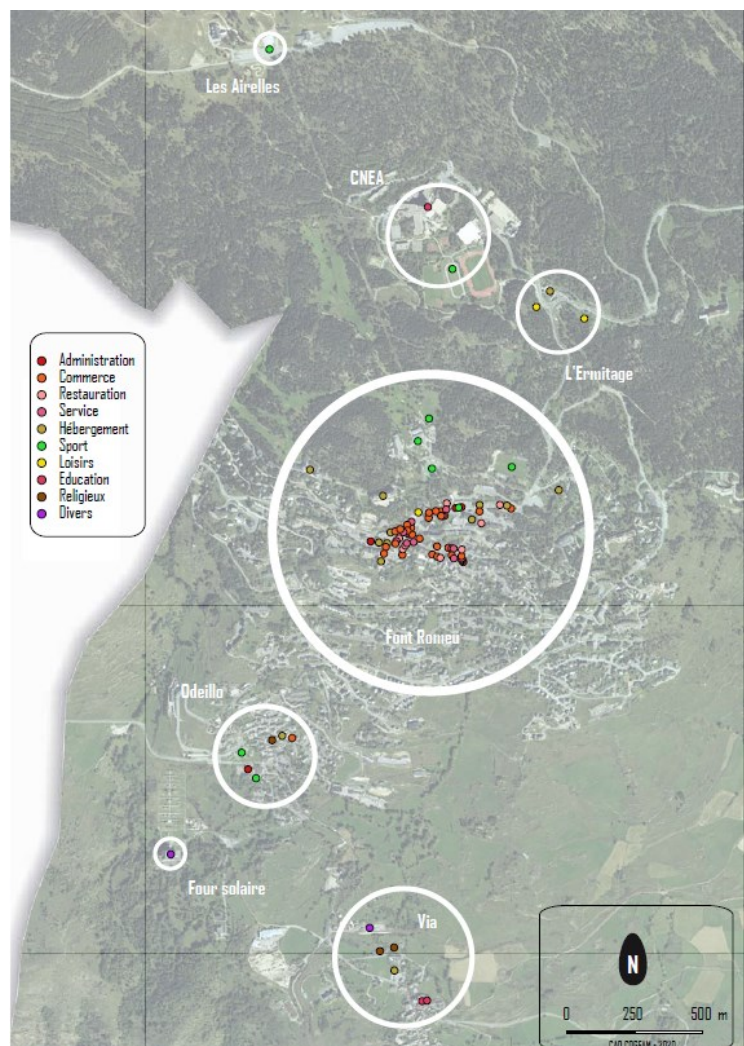 Les Airelles
CNEA
L'Ermitage
Administration
Commerce
Restauration
Service
Hébergement
Sport
Loisirs
Education
Religieux
Divers
Font Romeu
Odeillo
Four solaire
Via
N
0 250 500 m